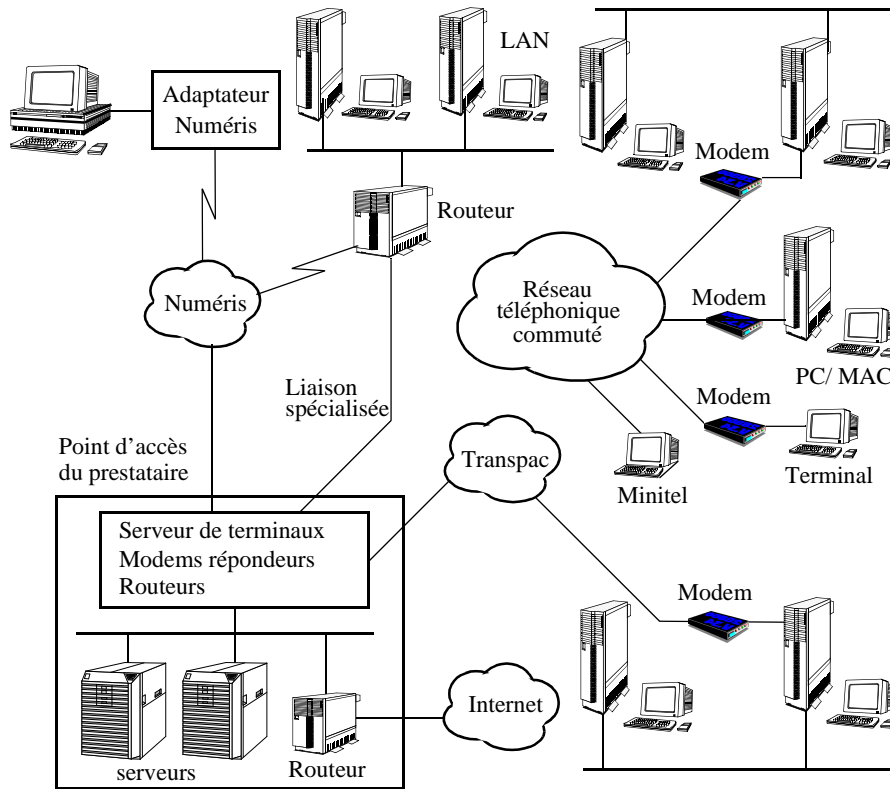 LAN
Adaptateur
Numéris
Modem
Routeur
Numéris
Réseau
téléphonique
commuté
Modem
PC/ MAC
Liaison
spécialisée
Modem
Point d’accès
du prestataire
Transpac
Minitel
Terminal
Serveur de terminaux
Modems répondeurs
Routeurs
Modem
Internet
serveurs
Routeur